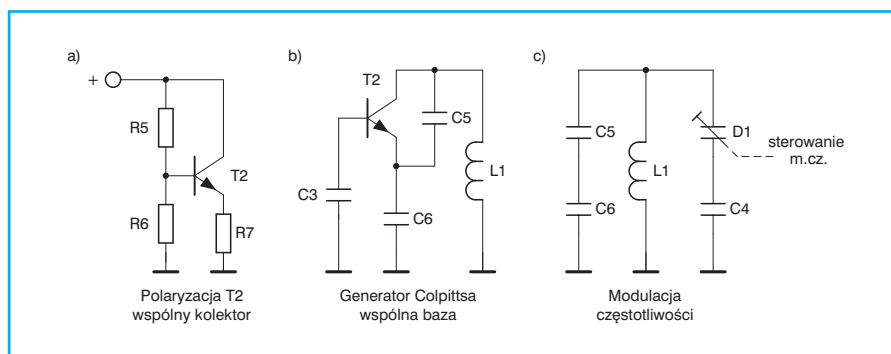 a)
+
R5
R6
T2
R7
Polaryzacja T2
wspólny kolektor
b)
T2
C5
C3
C6
L1
Generator Colpittsa
wspólna baza
c)
C5
C6
L1
D1
sterowanie
m.cz.
C4
Modulacja
częstotliwości